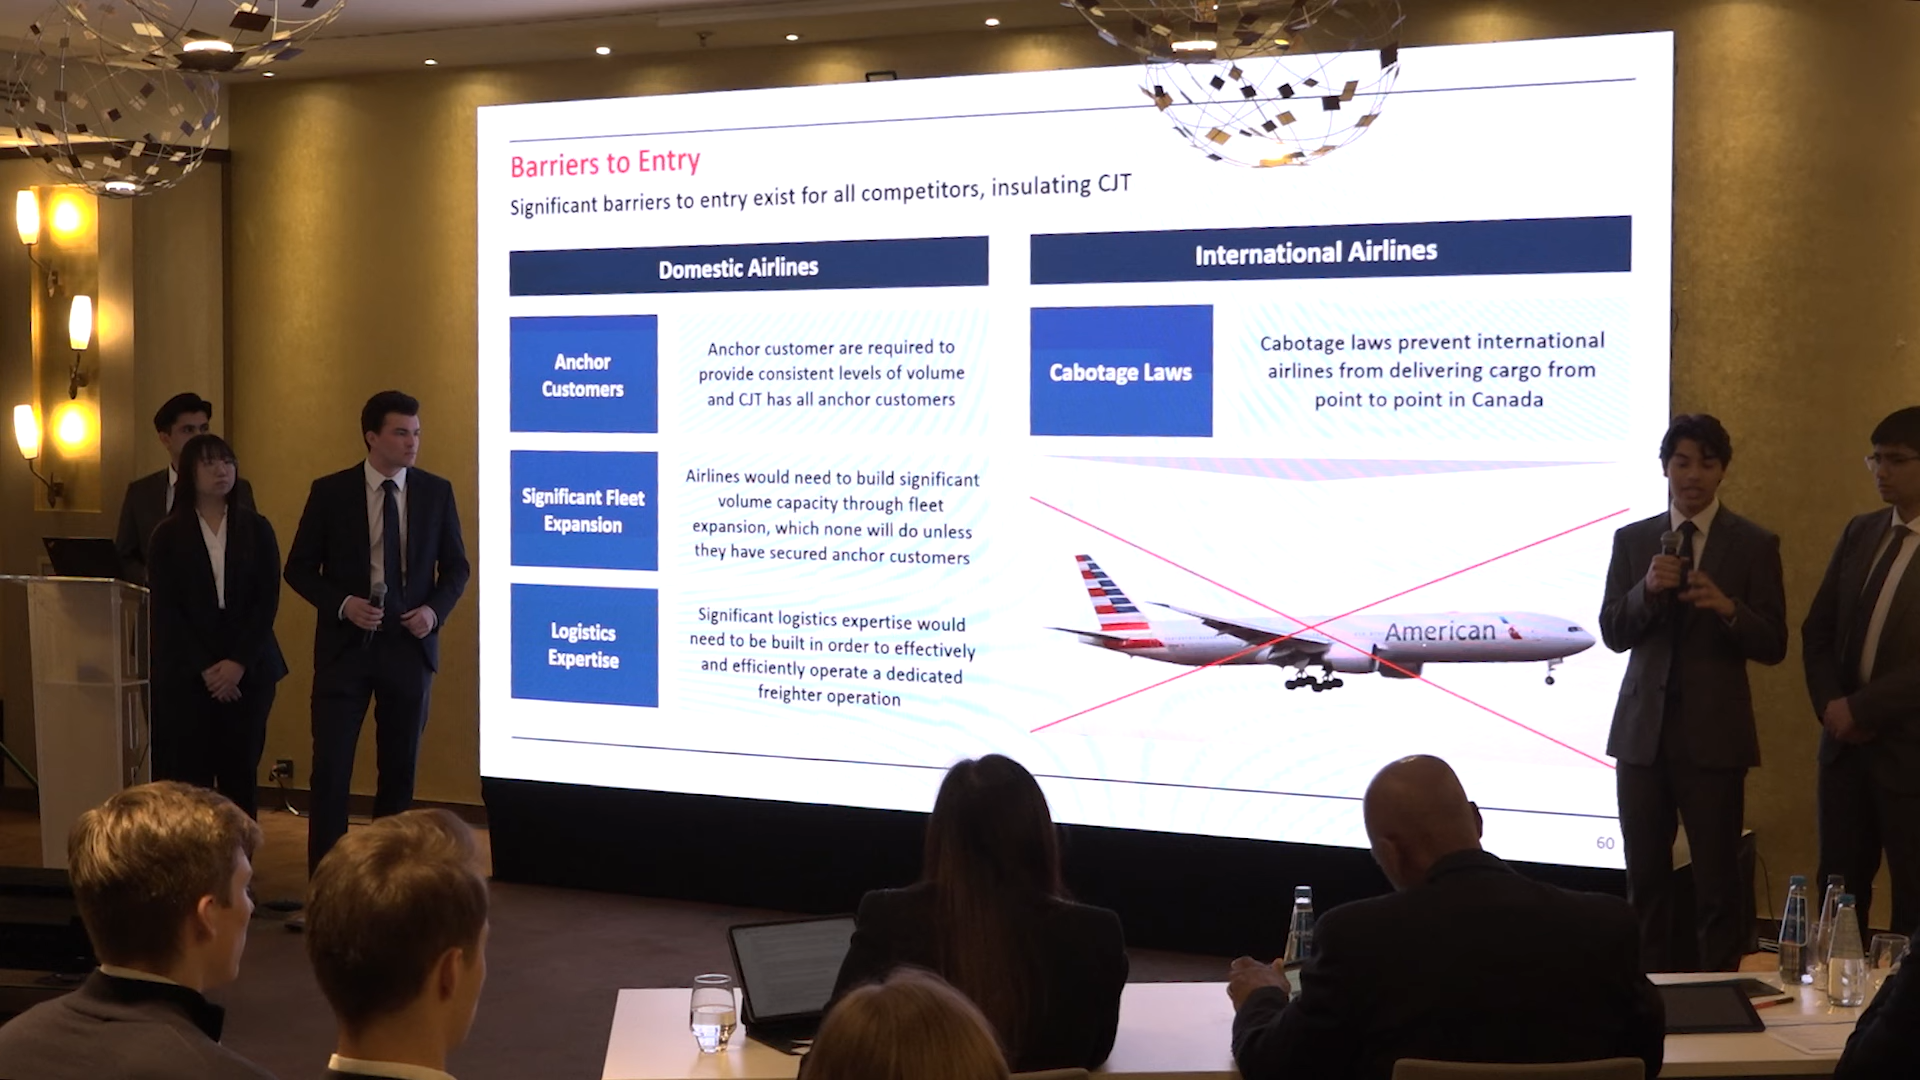 Barriers to Entry
Significant barriers to entry exist for all competitors, insulating CJT
Domestic Airlines
Anchor
Customers
Anchor customer are required to
provide consistent levels of volume
and CJT has all anchor customers
Significant Fleet
Expansion
Airlines would need to build significant
volume capacity through fleet
expansion, which none will do unless
they have secured anchor customers
Logistics
Expertise
Significant logistics expertise would
need to be built in order to effectively
and efficiently operate a dedicated
freighter operation
International Airlines
Cabotage Laws
Cabotage laws prevent international
airlines from delivering cargo from
point to point in Canada
American
60